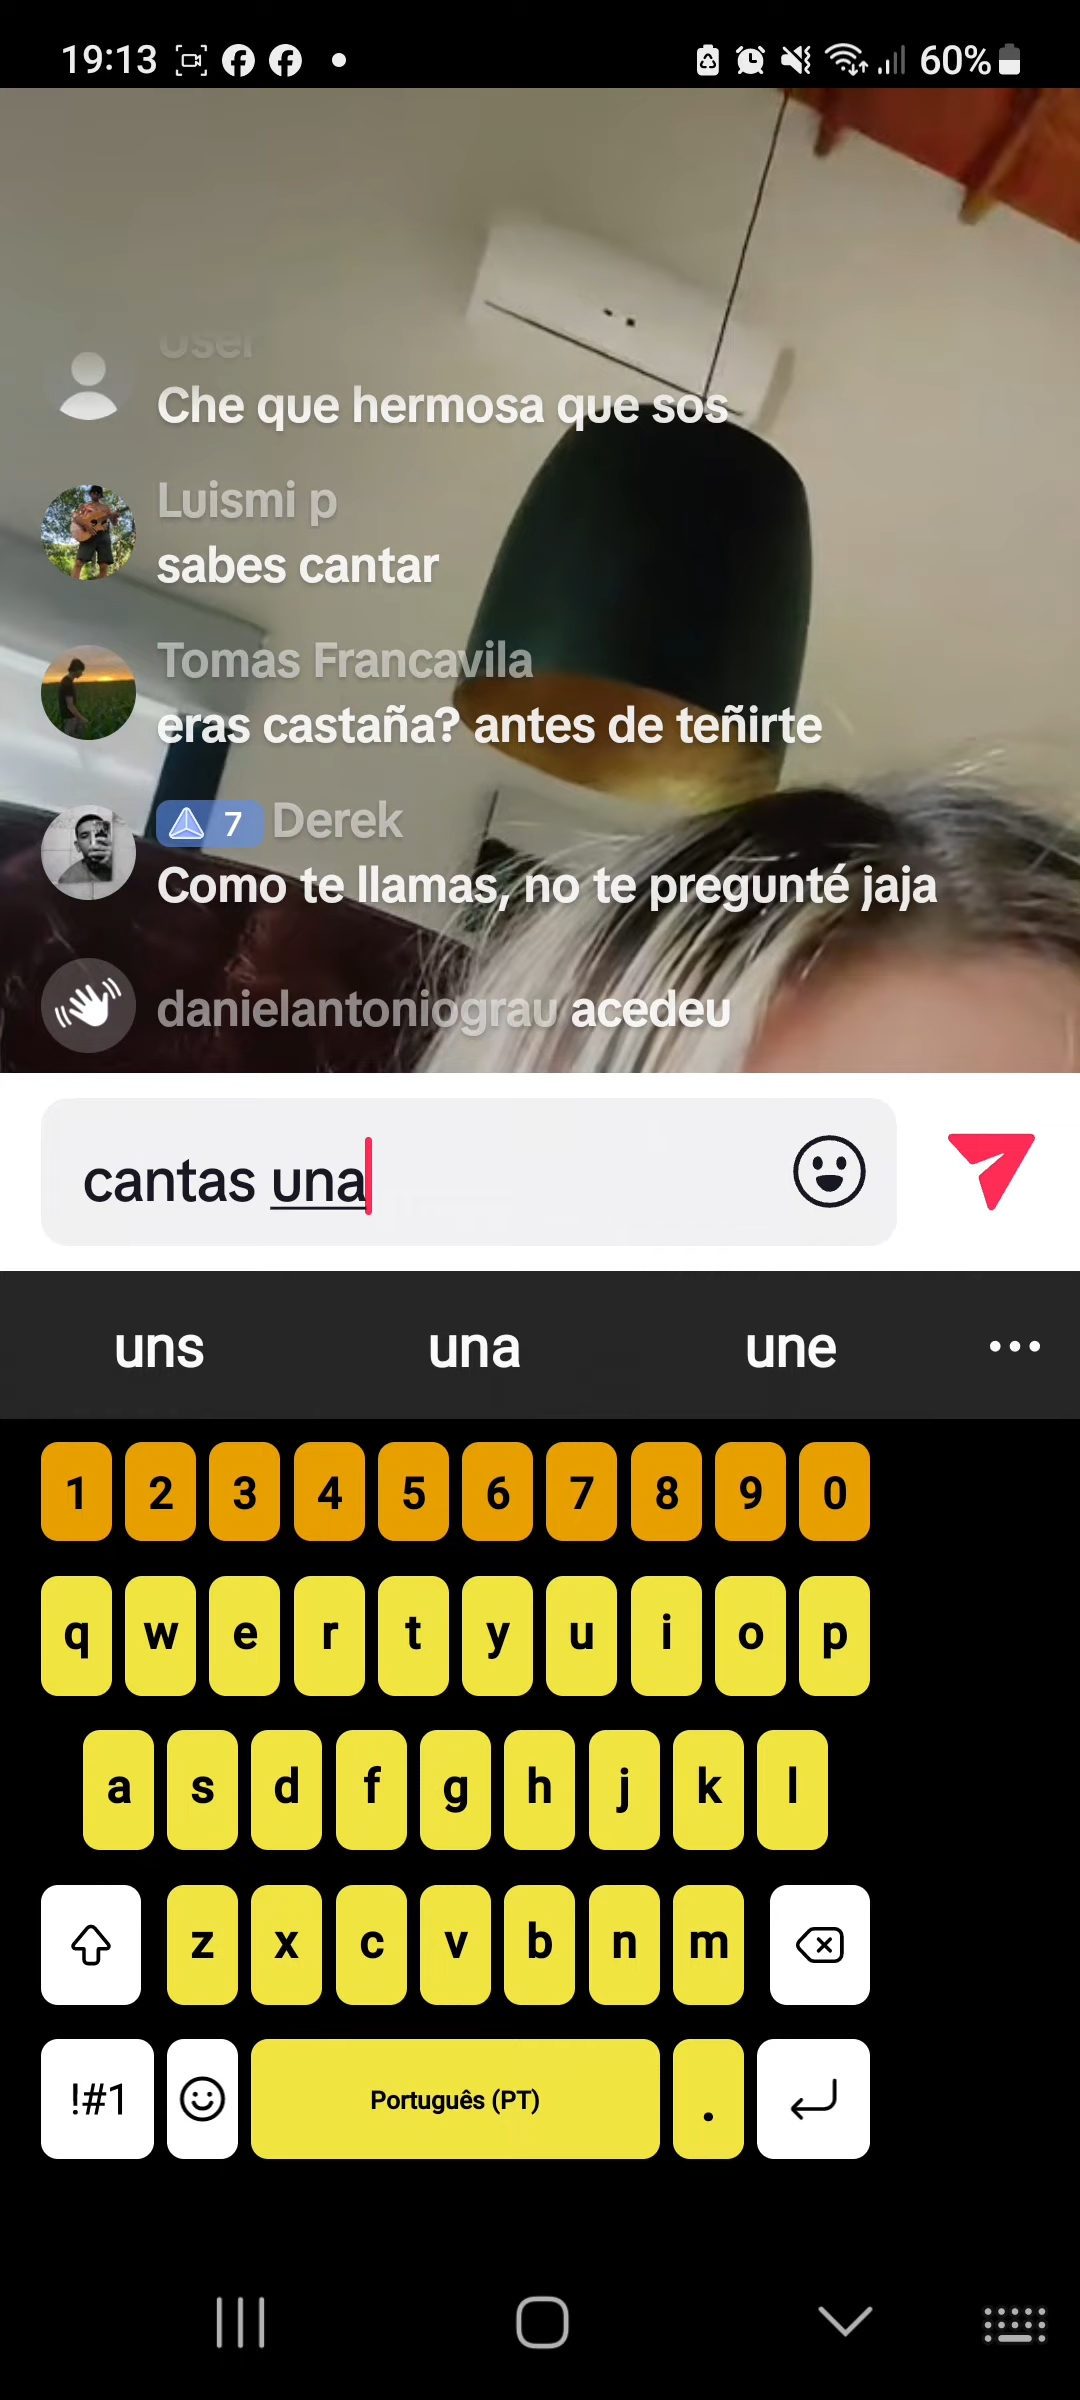 19:13
60%
User
Che que hermosa que sos
Luismi p
sabes cantar
Tomas Francavila
eras castaña? antes de teñirte
7 Derek
Como te llamas, no te pregunté jaja
danielantoniograu acedeu
cantas una
uns una une
1 2 3 4 5 6 7 8 9 0
q w e r t y u i o p
a s d f g h j k l
z x c v b n m
!#1 Português (PT) .